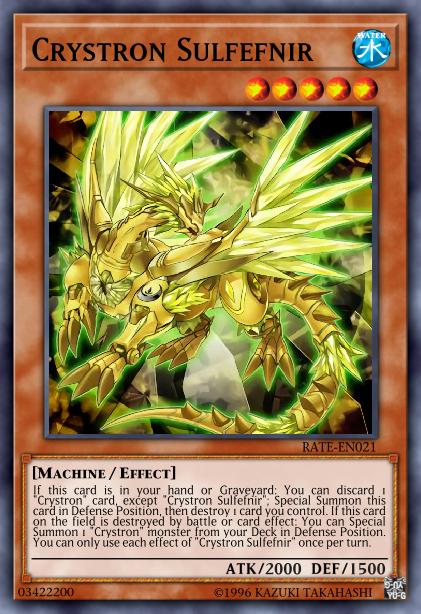 Crystron Sulfefnir
WATER
水
RATE-EN021
[Machine / Effect]
If this card is in your hand or Graveyard: You can discard 1
"Crystron" card, except "Crystron Sulfefnir"; Special Summon this
card in Defense Position, then destroy 1 card you control. If this card
on the field is destroyed by battle or card effect: You can Special
Summon 1 "Crystron" monster from your Deck in Defense Position.
You can only use each effect of "Crystron Sulfefnir" once per turn.
ATK/2000 DEF/1500
03422200
©1996 KAZUKI TAKAHASHI